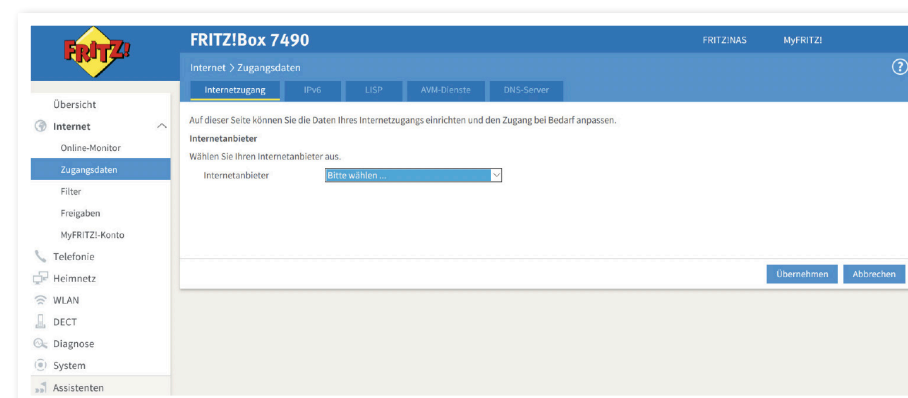 FRITZ!
FRITZ!Box 7490
FRITZ!NAS
MyFRITZ!
Internet > Zugangsdaten
?
Internetzugang
IPv6
LISP
AVM-Dienste
DNS-Server
Übersicht
Internet
Online-Monitor
Zugangsdaten
Filter
Freigaben
MyFRITZ!-Konto
Telefonie
Heimnetz
WLAN
DECT
Diagnose
System
Assistenten
Auf dieser Seite können Sie die Daten Ihres Internetzugangs einrichten und den Zugang bei Bedarf anpassen.
Internetanbieter
Wählen Sie Ihren Internetanbieter aus.
Internetanbieter
Bitte wählen ...
Übernehmen
Abbrechen